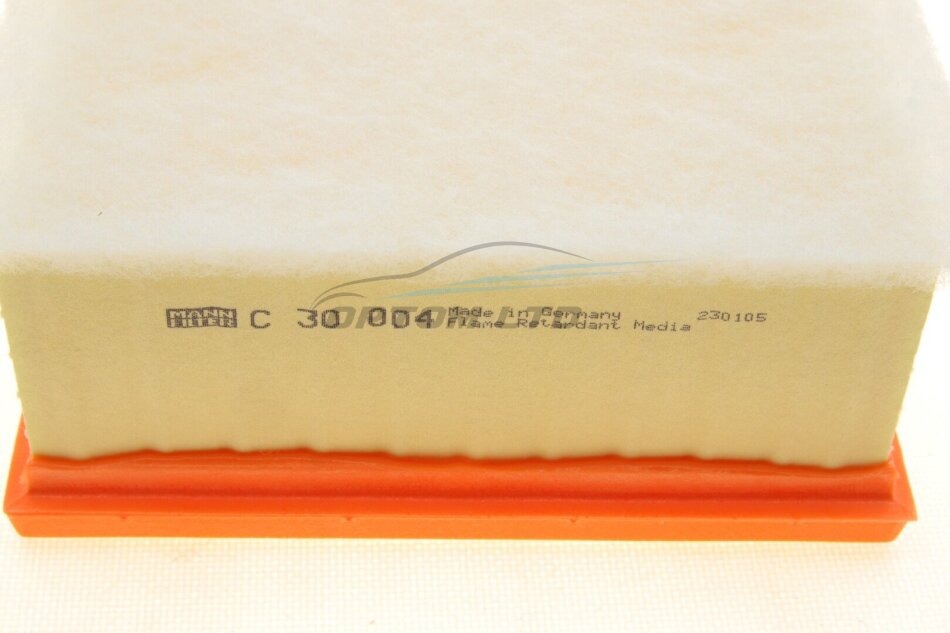 MANN FILTER C 30 004 Made in Germany 230105
Flame Retardant Media